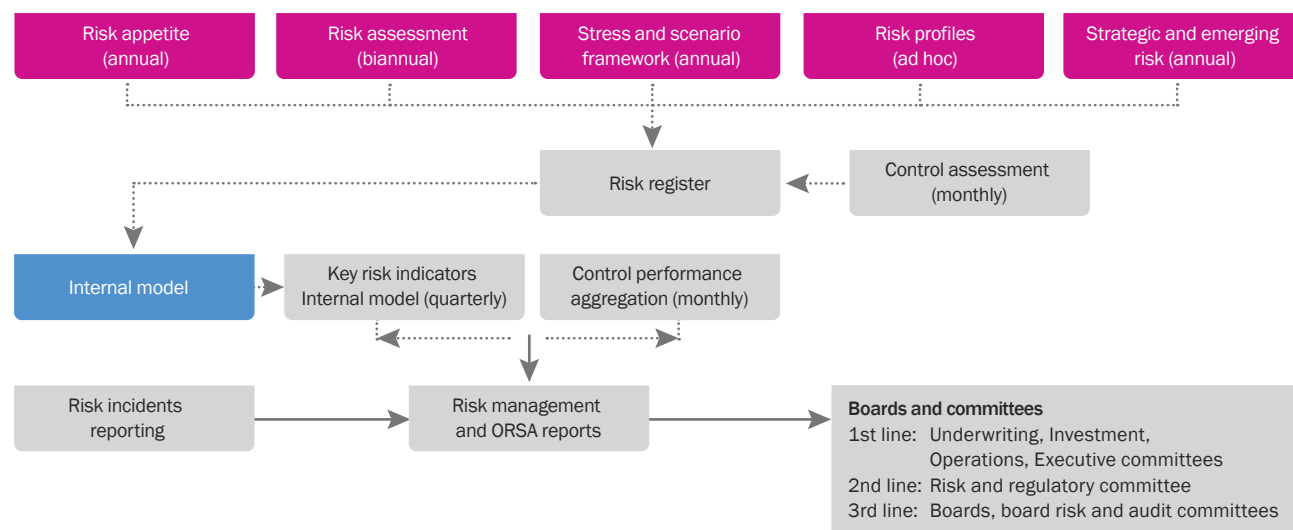 Risk appetite
(annual)
Risk assessment
(biannual)
Stress and scenario
framework (annual)
Risk profiles
(ad hoc)
Strategic and emerging
risk (annual)
Risk register
Control assessment
(monthly)
Internal model
Key risk indicators
Internal model (quarterly)
Control performance
aggregation (monthly)
Risk incidents
reporting
Risk management
and ORSA reports
Boards and committees
1st line: Underwriting, Investment,
Operations, Executive committees
2nd line: Risk and regulatory committee
3rd line: Boards, board risk and audit committees